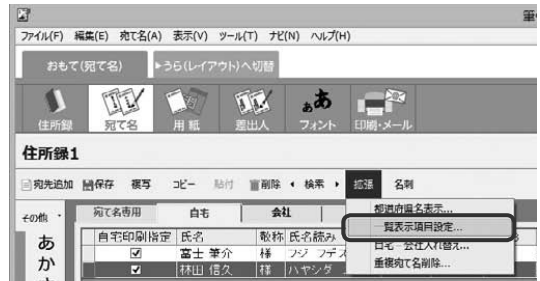 筆
ファイル(F) 編集(E) 宛て名(A) 表示(V) ツール(T) ナビ(N) ヘルプ(H)
おもて(宛て名) ▶うら(レイアウト)へ切替
住所録 宛て名 用紙 差出人 フォント 印刷・メール
住所録1
宛先追加 保存 複写 コピー 貼付 削除 検索 拡張 名刺
都道府県名表示...
一覧表示項目設定...
自宅・会社入れ替え...
重複宛て名削除...
その他 宛て名専用 自宅 会社
自宅印刷指定 氏名 敬称 氏名読み
あ
か
富士 筆介 様 フジ フデス
林田 信久 様 ハヤシダ